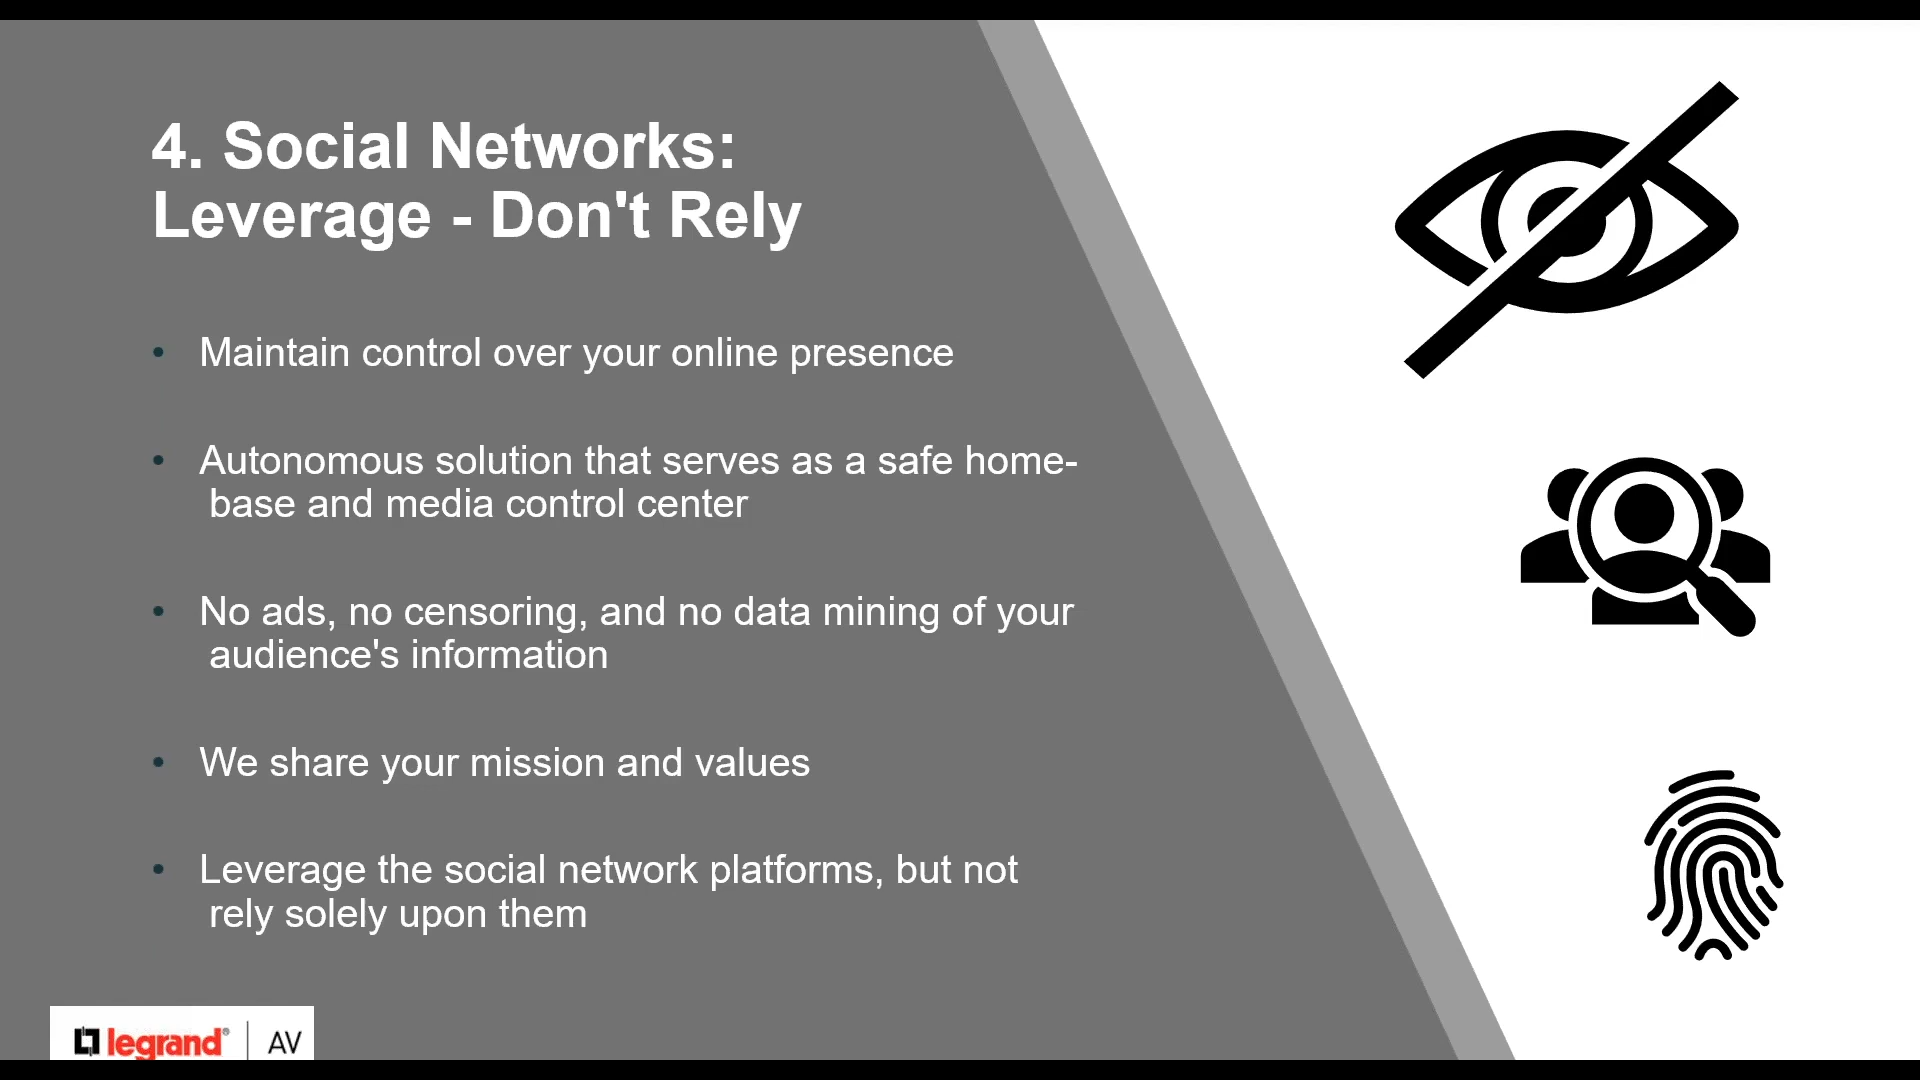 4. Social Networks:
Leverage - Don't Rely
• Maintain control over your online presence
• Autonomous solution that serves as a safe home-
base and media control center
• No ads, no censoring, and no data mining of your
audience's information
• We share your mission and values
• Leverage the social network platforms, but not
rely solely upon them
legrand® | AV